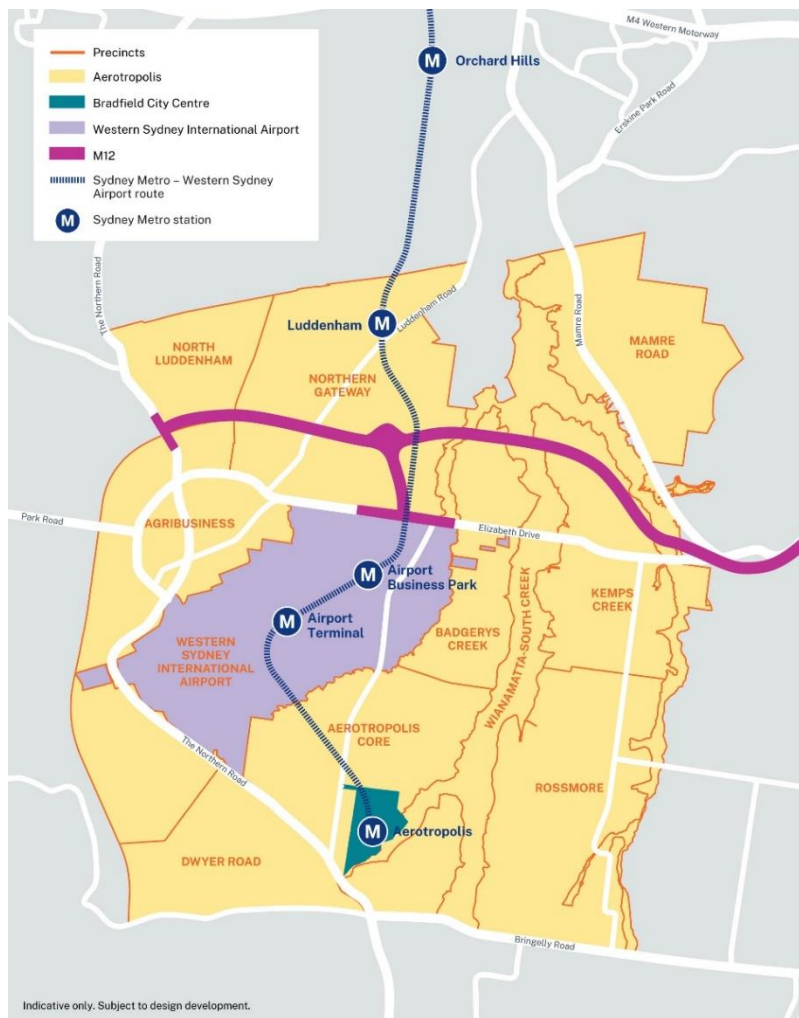 Precincts
Aerotropolis
Bradfield City Centre
Western Sydney International Airport
M12
Sydney Metro – Western Sydney
Airport route
M
Sydney Metro station
M4 Western Motorway
M
Orchard Hills
Erskine Park Road
The Northern Road
Luddenham
M
Luddenham Road
Mamre Road
NORTH
LUDDENHAM
MAMRE
ROAD
NORTHERN
GATEWAY
Park Road
AGRIBUSINESS
Elizabeth Drive
M
Airport
Business Park
KEMPS
CREEK
M
Airport
Terminal
WIANAMATTA-SOUTH CREEK
BADGERYS
CREEK
WESTERN
SYDNEY
INTERNATIONAL
AIRPORT
AEROTROPOLIS
CORE
The Northern Road
ROSSMORE
M
Aerotropolis
DWYER ROAD
Bringelly Road
Indicative only. Subject to design development.